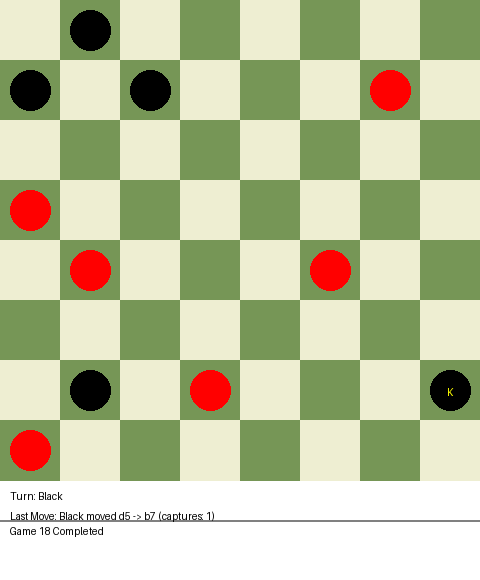 K
Turn: Black
Last Move: Black moved d5 -> b7 (captures: 1)
Game 18 Completed